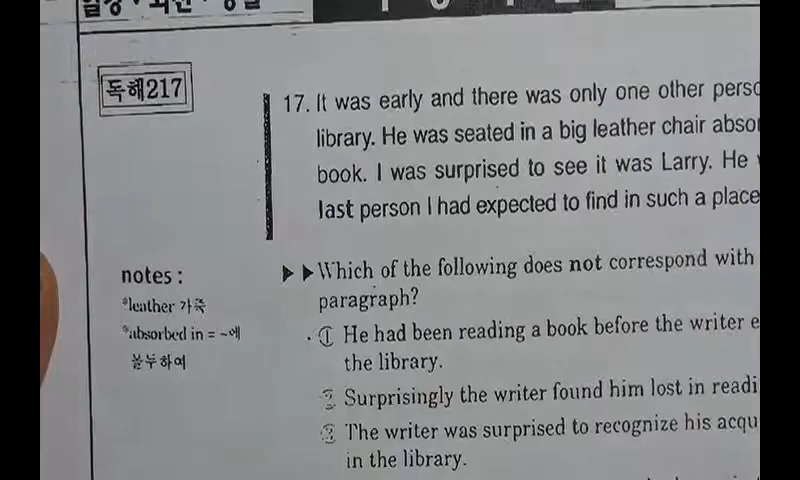 독해217
17. It was early and there was only one other
library. He was seated in a big leather chair
book. I was surprised to see it was Larry. He
last person I had expected to find in such a place
notes :
*leather 가죽
*absorbed in = ~에
몰두하여
▶ ▶ Which of the following does not correspond with
paragraph?
① He had been reading a book before the writer
the library.
② Surprisingly the writer found him lost in
③ The writer was surprised to recognize his
in the library.